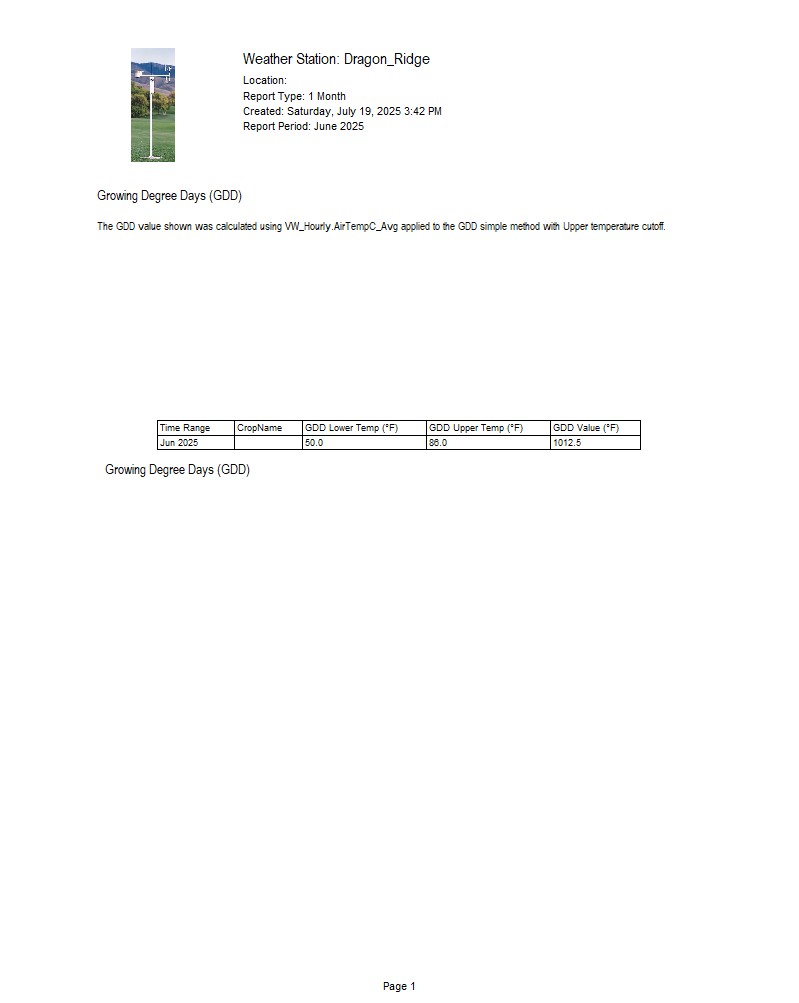 Weather Station: Dragon_Ridge
Location:
Report Type: 1 Month
Created: Saturday, July 19, 2025 3:42 PM
Report Period: June 2025
Growing Degree Days (GDD)
The GDD value shown was calculated using VW_Hourly.AirTempC_Avg applied to the GDD simple method with Upper temperature cutoff.
Time Range CropName GDD Lower Temp (°F) GDD Upper Temp (°F) GDD Value (°F)
Jun 2025 50.0 86.0 1012.5
Growing Degree Days (GDD)
Page 1